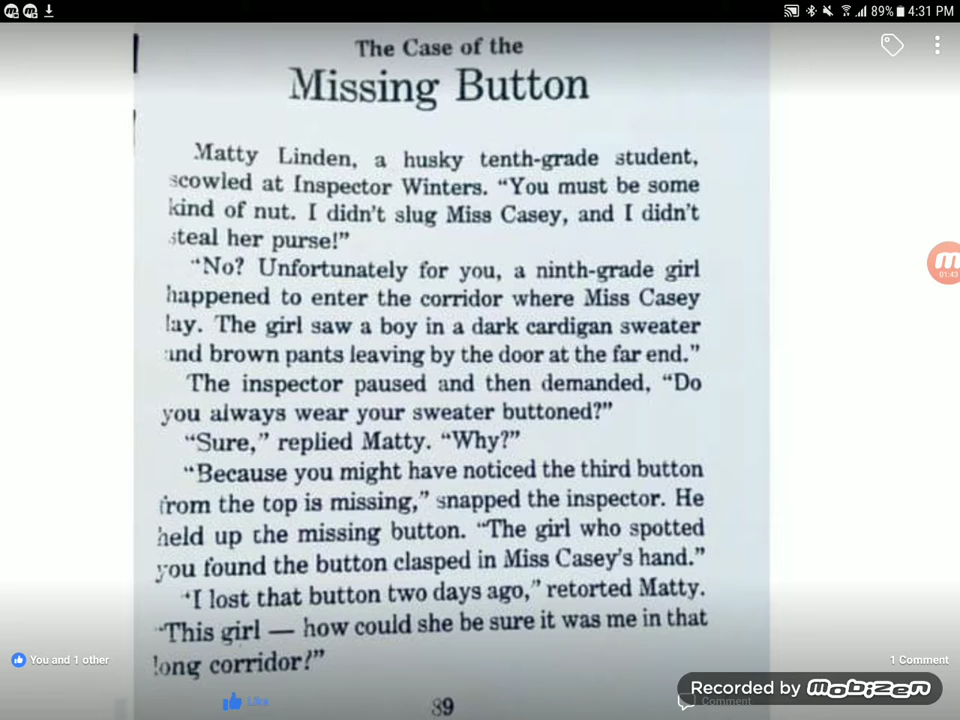 89% 4:31 PM
The Case of the
Missing Button
Matty Linden, a husky tenth-grade student,
scowled at Inspector Winters. “You must be some
kind of nut. I didn’t slug Miss Casey, and I didn’t
steal her purse!”
“No? Unfortunately for you, a ninth-grade girl
happened to enter the corridor where Miss Casey
lay. The girl saw a boy in a dark cardigan sweater
and brown pants leaving by the door at the far end.”
The inspector paused and then demanded, “Do
you always wear your sweater buttoned?”
“Sure,” replied Matty. “Why?”
“Because you might have noticed the third button
from the top is missing,” snapped the inspector. He
held up the missing button. “The girl who spotted
you found the button clasped in Miss Casey’s hand.”
“I lost that button two days ago,” retorted Matty.
“This girl — how could she be sure it was me in that
long corridor?”
89
01:43
You and 1 other
1 Comment
Like
Comment
Recorded by mobizen